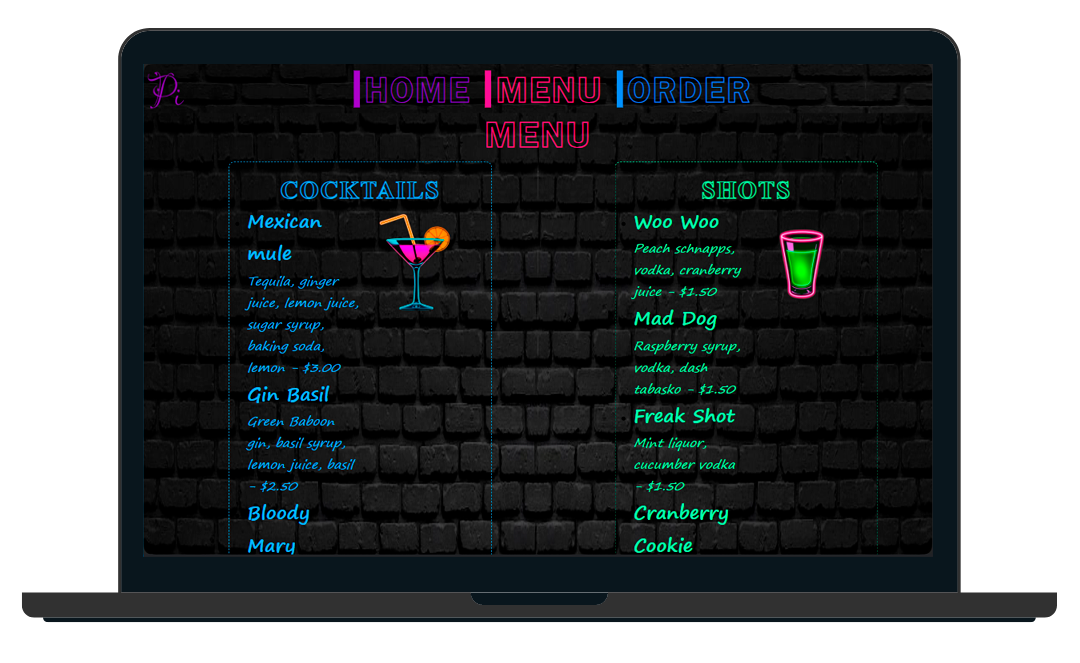 Pi
HOME MENU ORDER
MENU
COCKTAILS
Mexican
mule
Tequila, ginger
juice, lemon juice,
sugar syrup,
baking soda,
lemon - $3.00
Gin Basil
Green Baboon
gin, basil syrup,
lemon juice, basil
- $2.50
Bloody
Mary
SHOTS
Woo Woo
Peach schnapps,
vodka, cranberry
juice - $1.50
Mad Dog
Raspberry syrup,
vodka, dash
tabasko - $1.50
Freak Shot
Mint liquor,
cucumber vodka
- $1.50
Cranberry
Cookie